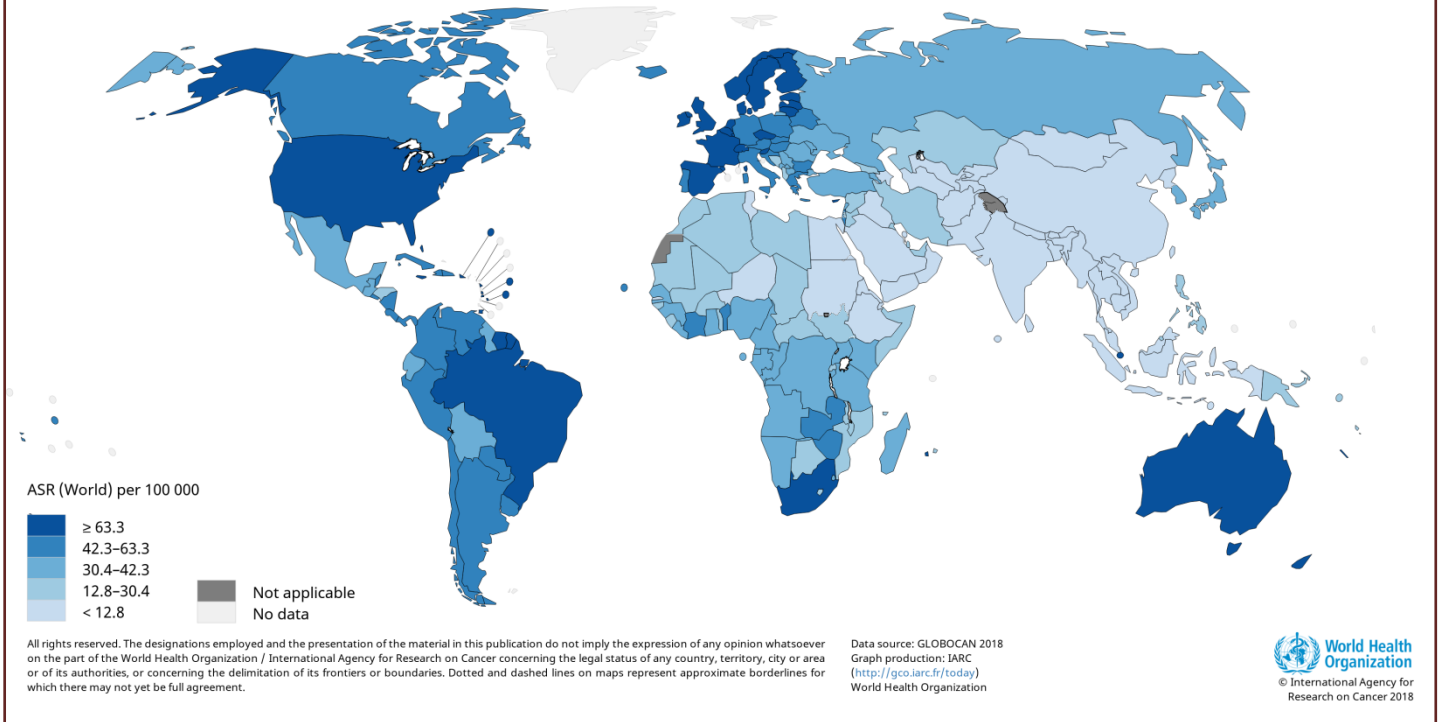 ASR (World) per 100 000
≥ 63.3
42.3–63.3
30.4–42.3
12.8–30.4
< 12.8
Not applicable
No data
All rights reserved. The designations employed and the presentation of the material in this publication do not imply the expression of any opinion whatsoever
on the part of the World Health Organization / International Agency for Research on Cancer concerning the legal status of any country, territory, city or area
or of its authorities, or concerning the delimitation of its frontiers or boundaries. Dotted and dashed lines on maps represent approximate borderlines for
which there may not yet be full agreement.
Data source: GLOBOCAN 2018
Graph production: IARC
(http://gco.iarc.fr/today)
World Health Organization
World Health
Organization
© International Agency for
Research on Cancer 2018